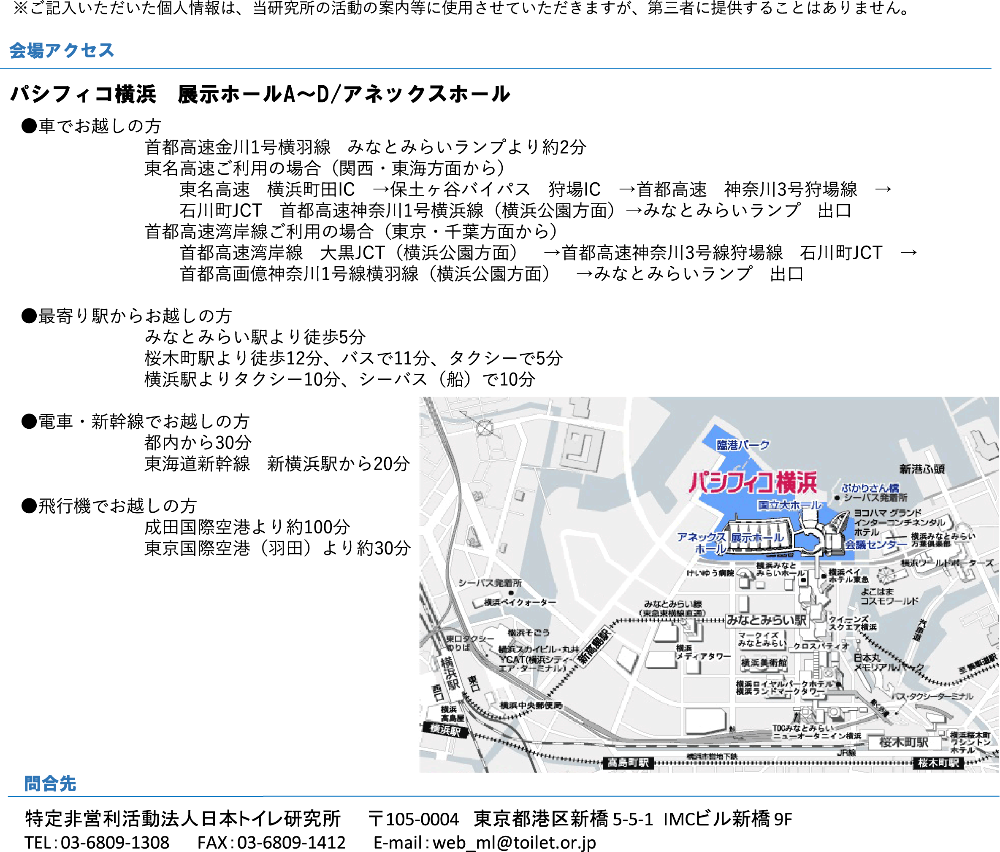 ※ご記入いただいた個人情報は、当研究所の活動の案内等に使用させていただきますが、第三者に提供することはありません。
会場アクセス
パシフィコ横浜　展示ホールA〜D/アネックスホール
●車でお越しの方
首都高速金川1号横羽線　みなとみらいランプより約2分
東名高速ご利用の場合（関西・東海方面から）
東名高速　横浜町田IC　→保土ヶ谷バイパス　狩場IC　→首都高速　神奈川3号狩場線　→
石川町JCT　首都高速神奈川1号横浜線（横浜公園方面）→みなとみらいランプ　出口
首都高速湾岸線ご利用の場合（東京・千葉方面から）
首都高速湾岸線　大黒JCT（横浜公園方面）　→首都高速神奈川3号線狩場線　石川町JCT　→
首都高画億神奈川1号線横羽線（横浜公園方面）　→みなとみらいランプ　出口
●最寄り駅からお越しの方
みなとみらい駅より徒歩5分
桜木町駅より徒歩12分、バスで11分、タクシーで5分
横浜駅よりタクシー10分、シーバス（船）で10分
●電車・新幹線でお越しの方
都内から30分
東海道新幹線　新横浜駅から20分
●飛行機でお越しの方
成田国際空港より約100分
東京国際空港（羽田）より約30分
臨港パーク
パシフィコ横浜
新港ふ頭
ぷかりさん橋
シーバス発着所
国立大ホール
ヨコハマ グランド
インターコンチネンタル
ホテル
アネックス
ホール
展示ホール
会議センター
横浜みなとみらい
万葉倶楽部
横浜ワールドポーターズ
けいゆう病院
横浜みなと
みらいホール
横浜ベイ
ホテル東急
よこはま
コスモワールド
シーバス発着所
横浜ベイクォーター
みなとみらい線
（東急東横線直通）
みなとみらい駅
クイーンズ
スクエア横浜
汽車道
横浜そごう
東口タクシー
のりば
横浜スカイビル・丸井
YCAT（横浜シティ・
エア・ターミナル）
新高島駅
横浜
メディアタワー
マークイズ
みなとみらい
クロスパティオ
横浜美術館
日本丸
メモリアルパーク
至 馬車道駅
横浜駅
東口
西口
横浜ロイヤルパークホテル
横浜ランドマークタワー
バス・タクシーターミナル
動く歩道
横浜中央郵便局
横浜
高島屋
横浜駅
TOCみなとみらい
ニューオータニイン横浜
桜木町駅
横浜桜木町
ワシントン
ホテル
JR線
横浜市営地下鉄
高島町駅
桜木町駅
問合先
特定非営利活動法人日本トイレ研究所　〒105-0004　東京都港区新橋5-5-1 IMCビル新橋9F
TEL：03-6809-1308　FAX：03-6809-1412　E-mail：web_ml@toilet.or.jp